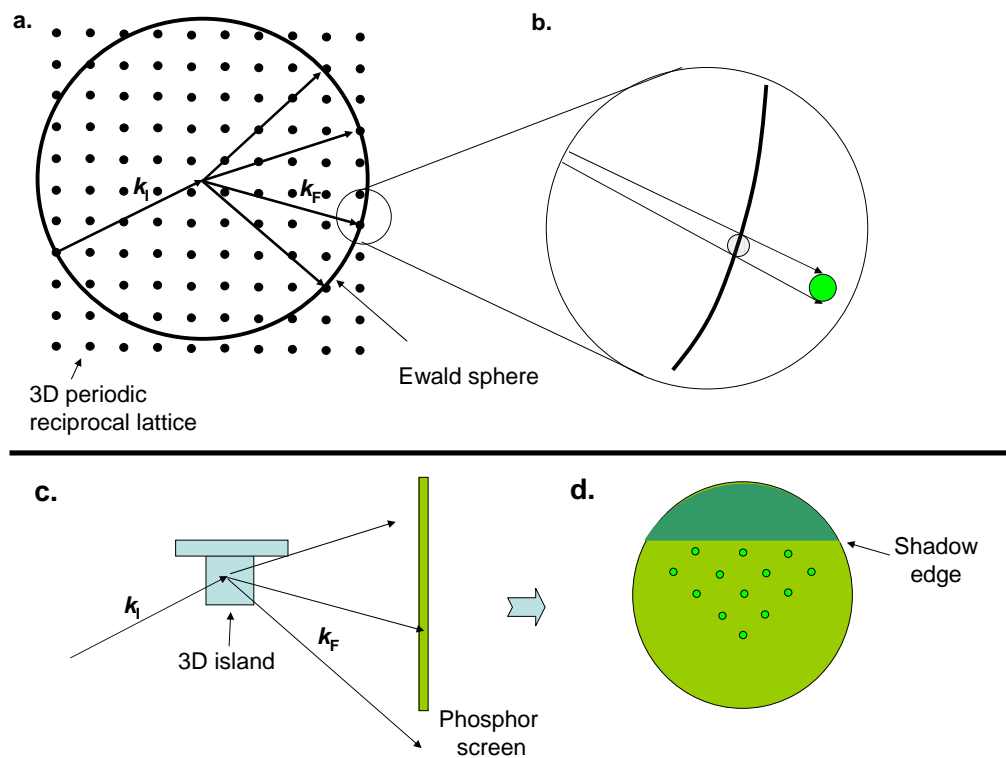 a.
b.
kI
kF
3D periodic
reciprocal lattice
Ewald sphere
c.
d.
kI
kF
3D island
Phosphor
screen
Shadow
edge